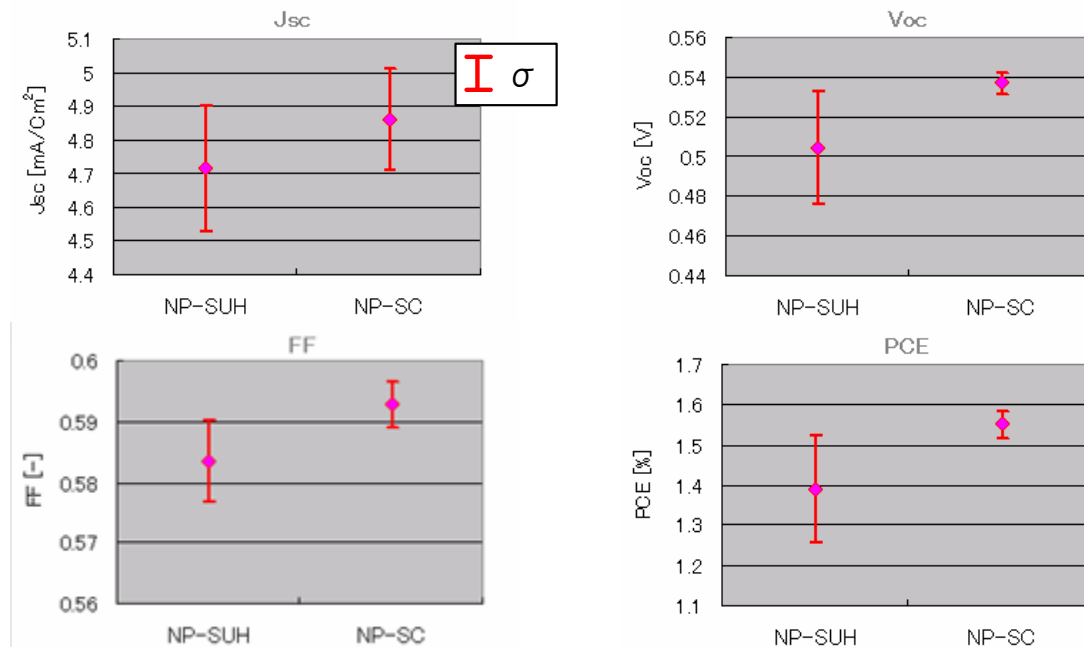 Jsc
5.1
5
4.9
4.8
4.7
4.6
4.5
4.4
Jsc [mA/Cm²]
NP-SUH NP-SC
σ
Voc
0.56
0.54
0.52
0.5
0.48
0.46
0.44
Voc [V]
NP-SUH NP-SC
FF
0.6
0.59
0.58
0.57
0.56
FF [-]
NP-SUH NP-SC
PCE
1.7
1.6
1.5
1.4
1.3
1.2
1.1
PCE [%]
NP-SUH NP-SC